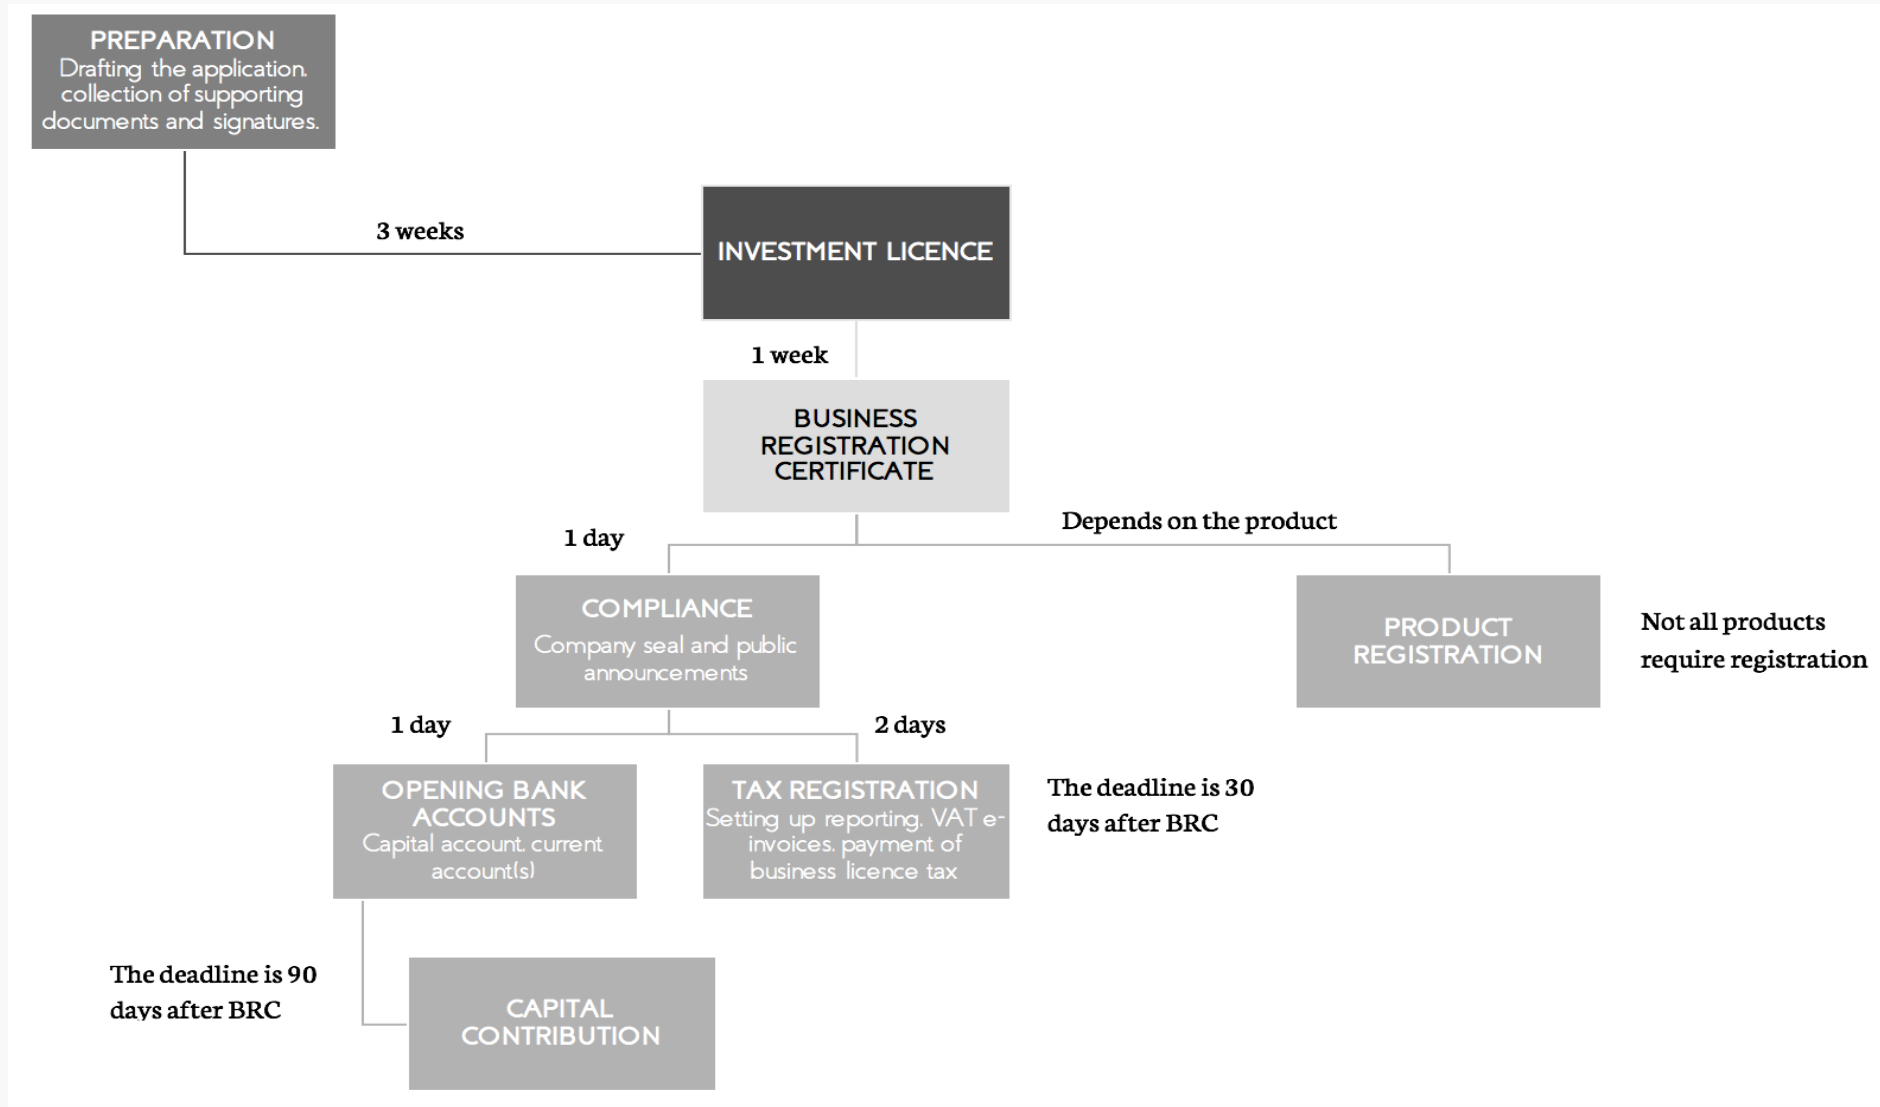 PREPARATION
Drafting the application.
collection of supporting
documents and signatures.
3 weeks
INVESTMENT LICENCE
1 week
BUSINESS
REGISTRATION
CERTIFICATE
1 day
Depends on the product
COMPLIANCE
Company seal and public
announcements
PRODUCT
REGISTRATION
Not all products
require registration
1 day
2 days
OPENING BANK
ACCOUNTS
Capital account. current
account(s)
TAX REGISTRATION
Setting up reporting. VAT e-
invoices. payment of
business licence tax
The deadline is 30
days after BRC
The deadline is 90
days after BRC
CAPITAL
CONTRIBUTION